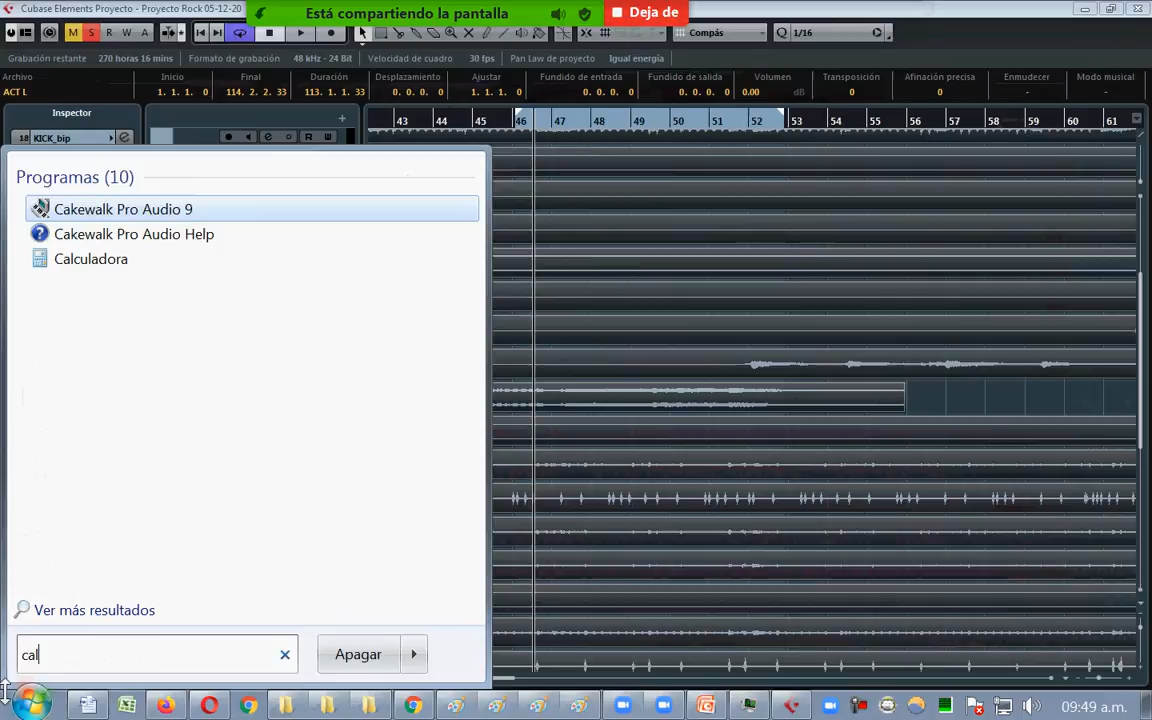 Cubase Elements Proyecto - Proyecto Rock 05-12-20
Está compartiendo la pantalla
Deja de
M S R W A
Compás
Q 1/16
Grabación restante 270 horas 16 mins Formato de grabación 48 kHz - 24 Bit Velocidad de cuadro 30 fps Pan Law de proyecto Igual energía
Archivo Inicio Final Duración Desplazamiento Ajustar Fundido de entrada Fundido de salida Volumen Transposición Afinación precisa Enmudecer Modo musical
ACT L 1. 1. 1. 0 114. 2. 2. 33 113. 1. 1. 33 0. 0. 0. 0 1. 1. 1. 0 0. 0. 0. 0 0. 0. 0. 0 0.00 dB 0 0 - -
Inspector
43 44 45 46 47 48 49 50 51 52 53 54 55 56 57 58 59 60 61
18 KICK_bip
R W
Programas (10)
Cakewalk Pro Audio 9
Cakewalk Pro Audio Help
Calculadora
Ver más resultados
cal
Apagar
09:49 a.m.